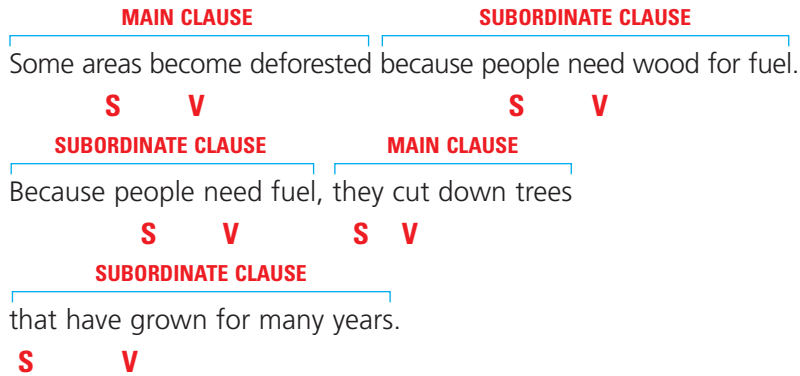 MAIN CLAUSE SUBORDINATE CLAUSE
Some areas become deforested because people need wood for fuel.
S V S V
SUBORDINATE CLAUSE MAIN CLAUSE
Because people need fuel, they cut down trees
S V S V
SUBORDINATE CLAUSE
that have grown for many years.
S V